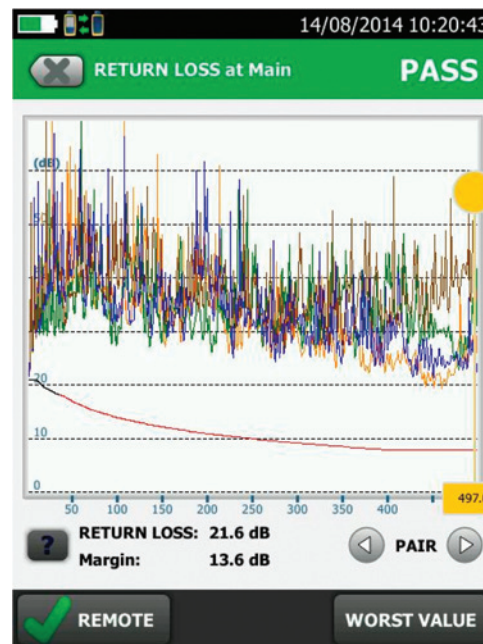 14/08/2014 10:20:43
RETURN LOSS at Main
PASS
(dB)
20
10
0
50 100 150 200 250 300 350 400
497.
? RETURN LOSS: 21.6 dB
Margin: 13.6 dB
PAIR
REMOTE
WORST VALUE